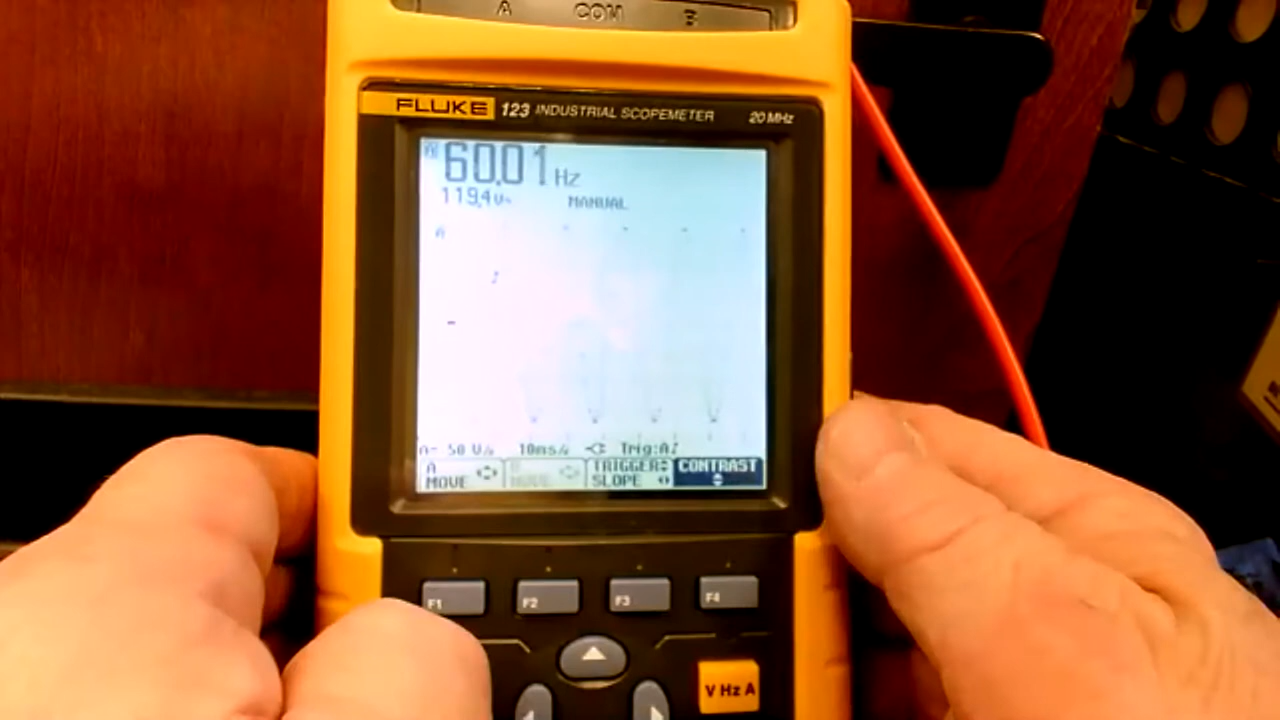 A COM B
FLUKE 123 INDUSTRIAL SCOPEMETER 20 MHz
60.01 Hz
119.4 V~
MANUAL
A
50 V/ 10ms/ Trig:A
A MOVE
TRIGGER SLOPE
CONTRAST
F1 F2 F3 F4
V Hz A